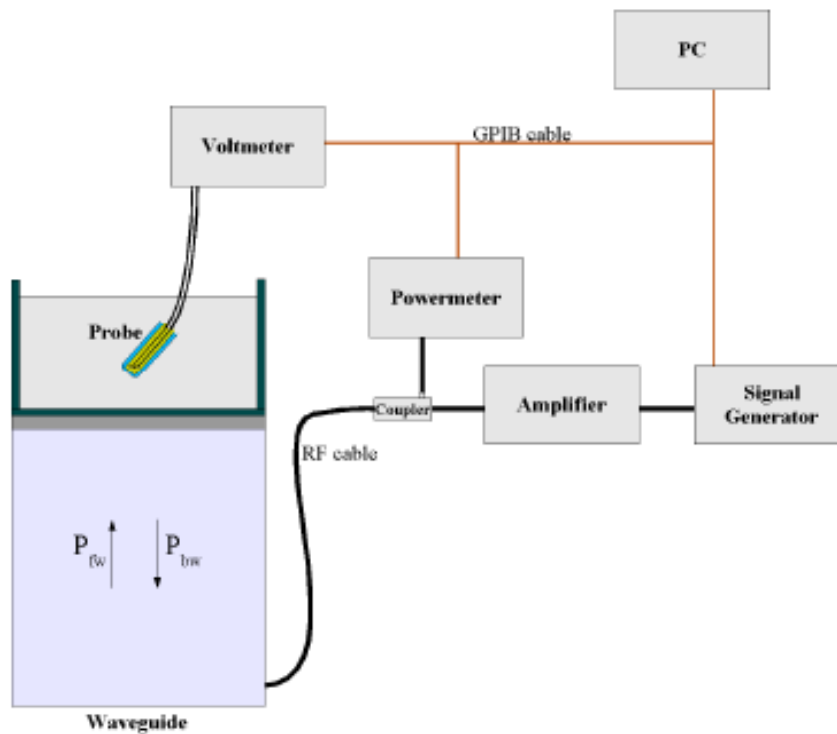 PC
Voltmeter
GPIB cable
Powermeter
Probe
Coupler
Amplifier
Signal
Generator
RF cable
P fw
P bw
Waveguide